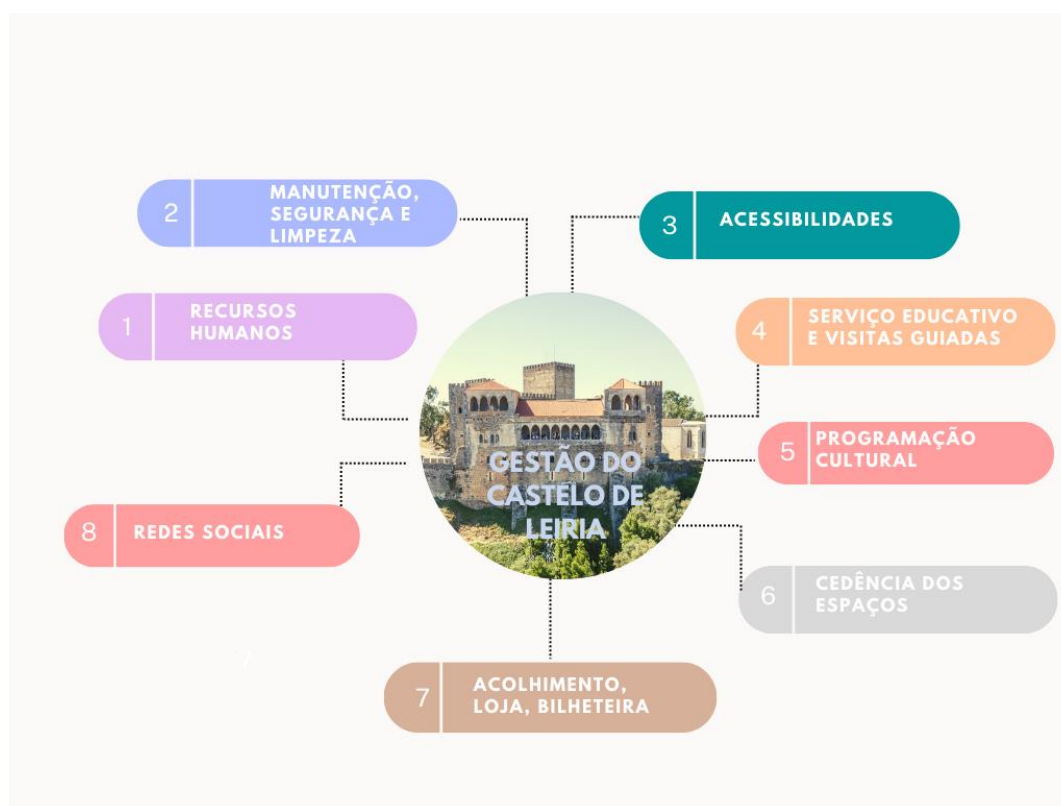 2
MANUTENÇÃO,
SEGURANÇA E
LIMPEZA
3
ACESSIBILIDADES
1
RECURSOS
HUMANOS
4
SERVIÇO EDUCATIVO
E VISITAS GUIADAS
GESTÃO DO
CASTELO DE
LEIRIA
5
PROGRAMAÇÃO
CULTURAL
8
REDES SOCIAIS
6
CEDÊNCIA DOS
ESPAÇOS
7
7
ACOLHIMENTO,
LOJA, BILHETEIRA